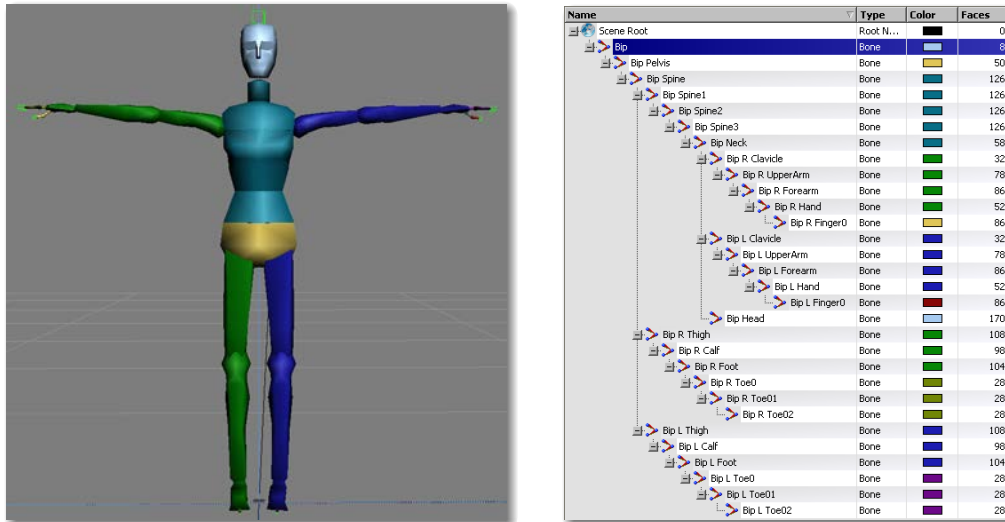 Name Type Color Faces
Scene Root Root N... 0
Bip Bone 8
Bip Pelvis Bone 50
Bip Spine Bone 126
Bip Spine1 Bone 126
Bip Spine2 Bone 126
Bip Spine3 Bone 126
Bip Neck Bone 58
Bip R Clavicle Bone 32
Bip R UpperArm Bone 78
Bip R Forearm Bone 86
Bip R Hand Bone 52
Bip R Finger0 Bone 86
Bip L Clavicle Bone 32
Bip L UpperArm Bone 78
Bip L Forearm Bone 86
Bip L Hand Bone 52
Bip L Finger0 Bone 86
Bip Head Bone 170
Bip R Thigh Bone 108
Bip R Calf Bone 98
Bip R Foot Bone 104
Bip R Toe0 Bone 28
Bip R Toe01 Bone 28
Bip R Toe02 Bone 28
Bip L Thigh Bone 108
Bip L Calf Bone 98
Bip L Foot Bone 104
Bip L Toe0 Bone 28
Bip L Toe01 Bone 28
Bip L Toe02 Bone 28